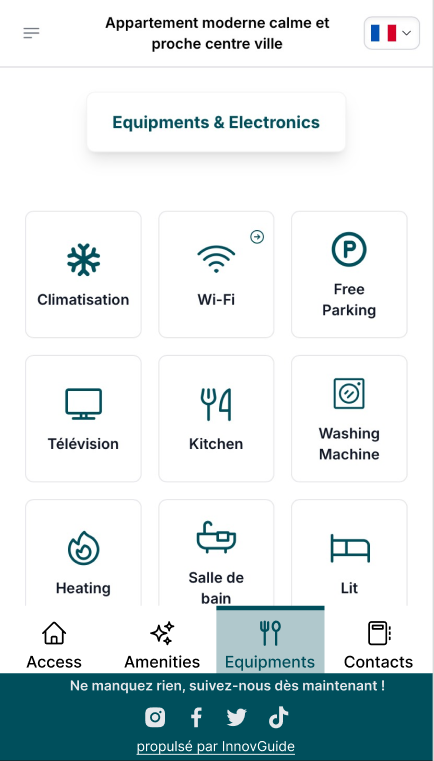 Appartement moderne calme et
proche centre ville
Equipments & Electronics
Climatisation
Wi-Fi
P
Free
Parking
Télévision
Kitchen
Washing
Machine
Heating
Salle de
bain
Lit
Access
Amenities
Equipments
Contacts
Ne manquez rien, suivez-nous dès maintenant !
propulsé par InnovGuide